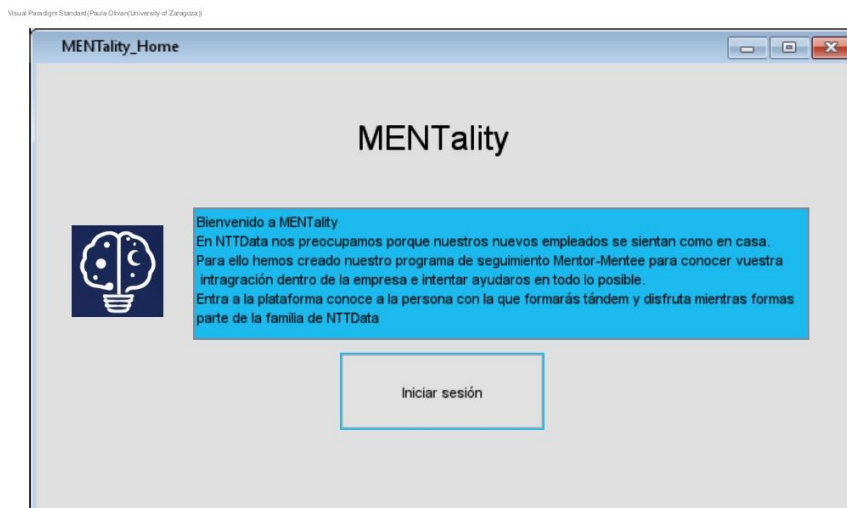 Visual Paradigm Standard(Paula Olivan(University of Zaragoza))
MENTality_Home
MENTality
Bienvenido a MENTality
En NTTData nos preocupamos porque nuestros nuevos empleados se sientan como en casa.
Para ello hemos creado nuestro programa de seguimiento Mentor-Mentee para conocer vuestra
intragración dentro de la empresa e intentar ayudaros en todo lo posible.
Entra a la plataforma conoce a la persona con la que formarás tándem y disfruta mientras formas
parte de la familia de NTTData
Iniciar sesión